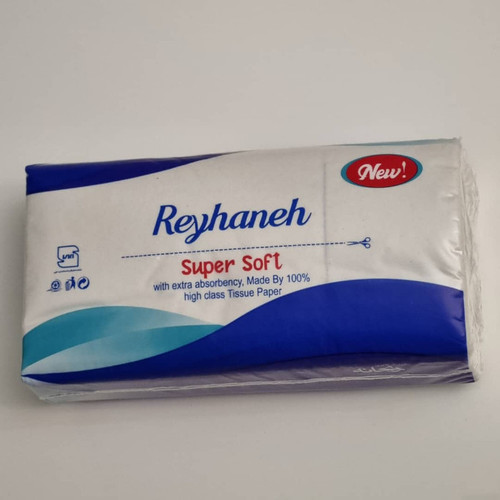 New!
Reyhaneh
Super Soft
with extra absorbency, Made By 100%
high class Tissue Paper